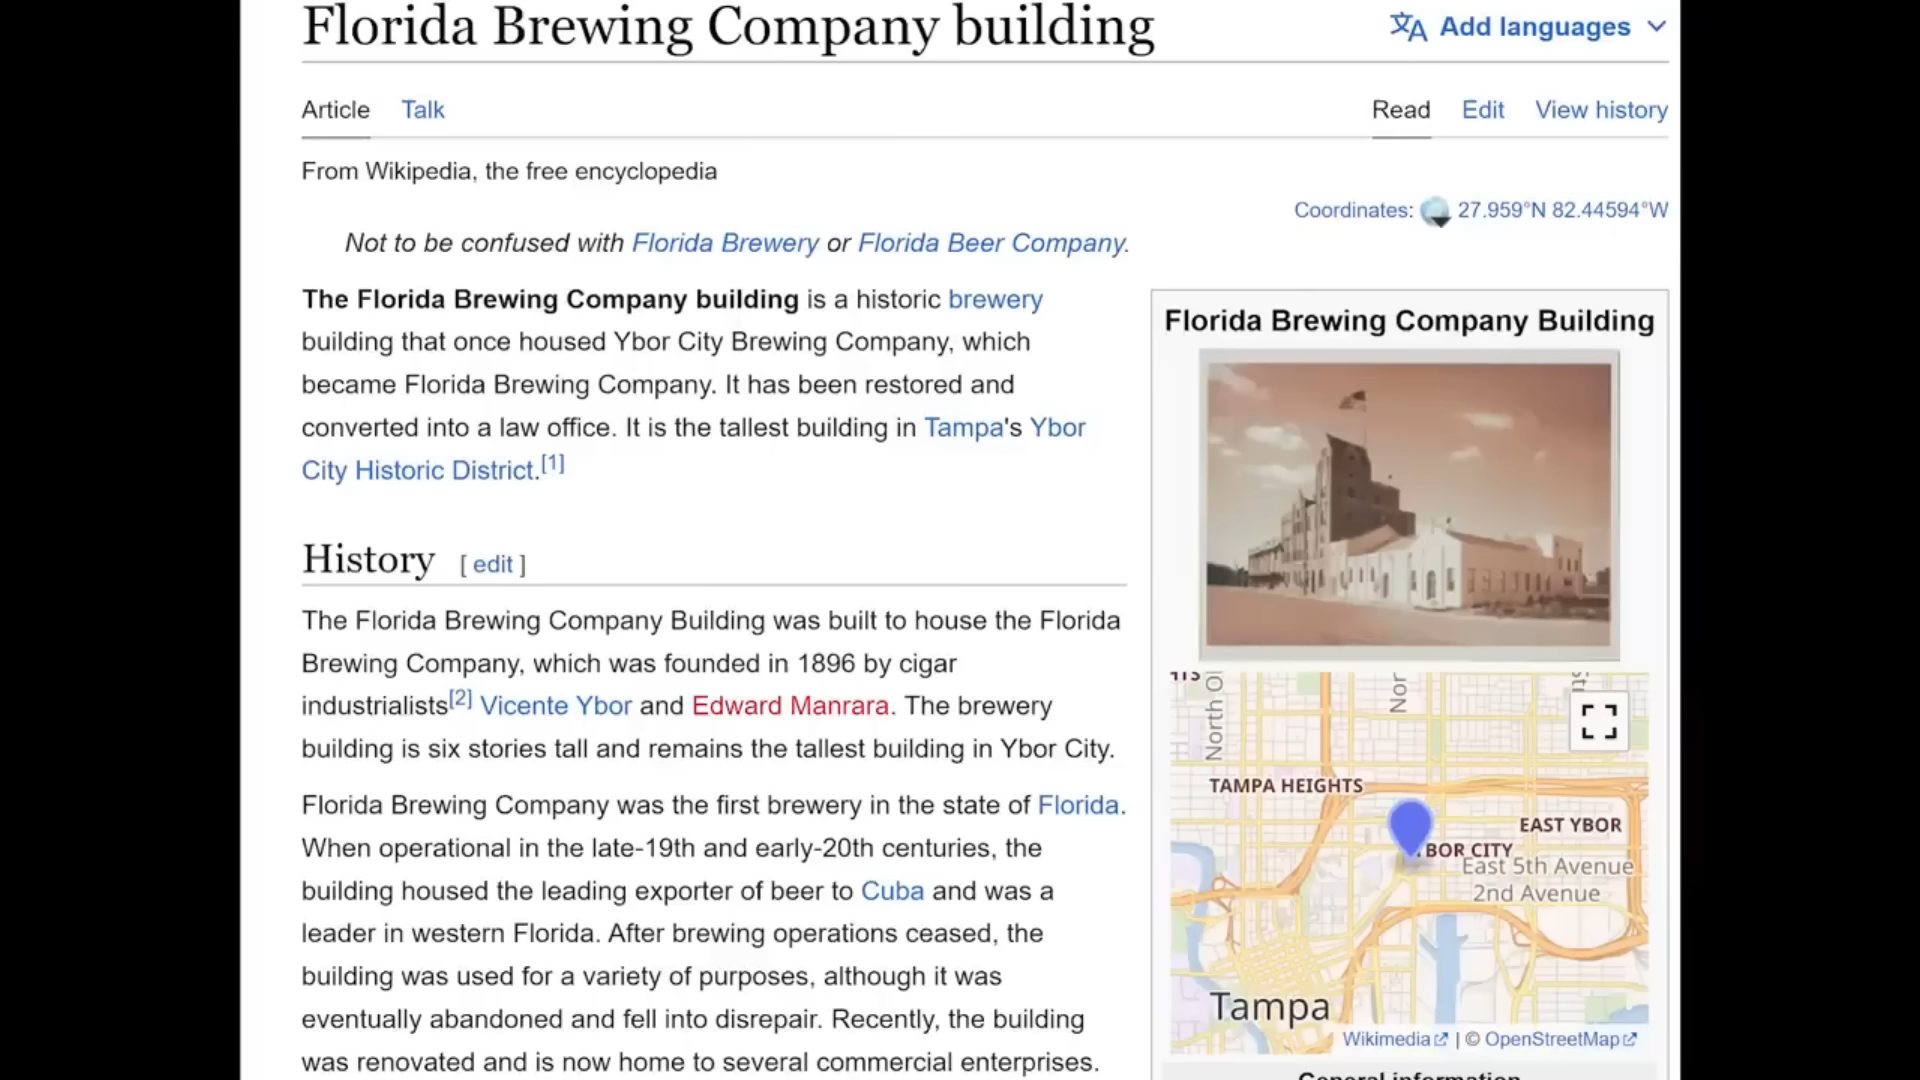 Florida Brewing Company building
Add languages
Article Talk
Read Edit View history
From Wikipedia, the free encyclopedia
Coordinates: 27.959°N 82.44594°W
Not to be confused with Florida Brewery or Florida Beer Company.
The Florida Brewing Company building is a historic brewery
building that once housed Ybor City Brewing Company, which
became Florida Brewing Company. It has been restored and
converted into a law office. It is the tallest building in Tampa's Ybor
City Historic District.[1]
History [ edit ]
The Florida Brewing Company Building was built to house the Florida
Brewing Company, which was founded in 1896 by cigar
industrialists[2] Vicente Ybor and Edward Manrara. The brewery
building is six stories tall and remains the tallest building in Ybor City.
Florida Brewing Company was the first brewery in the state of Florida.
When operational in the late-19th and early-20th centuries, the
building housed the leading exporter of beer to Cuba and was a
leader in western Florida. After brewing operations ceased, the
building was used for a variety of purposes, although it was
eventually abandoned and fell into disrepair. Recently, the building
was renovated and is now home to several commercial enterprises.
Florida Brewing Company Building
North Ol
Nor
TAMPA HEIGHTS
EAST YBOR
BOR CITY
East 5th Avenue
2nd Avenue
Tampa
Wikimedia | © OpenStreetMap
General information